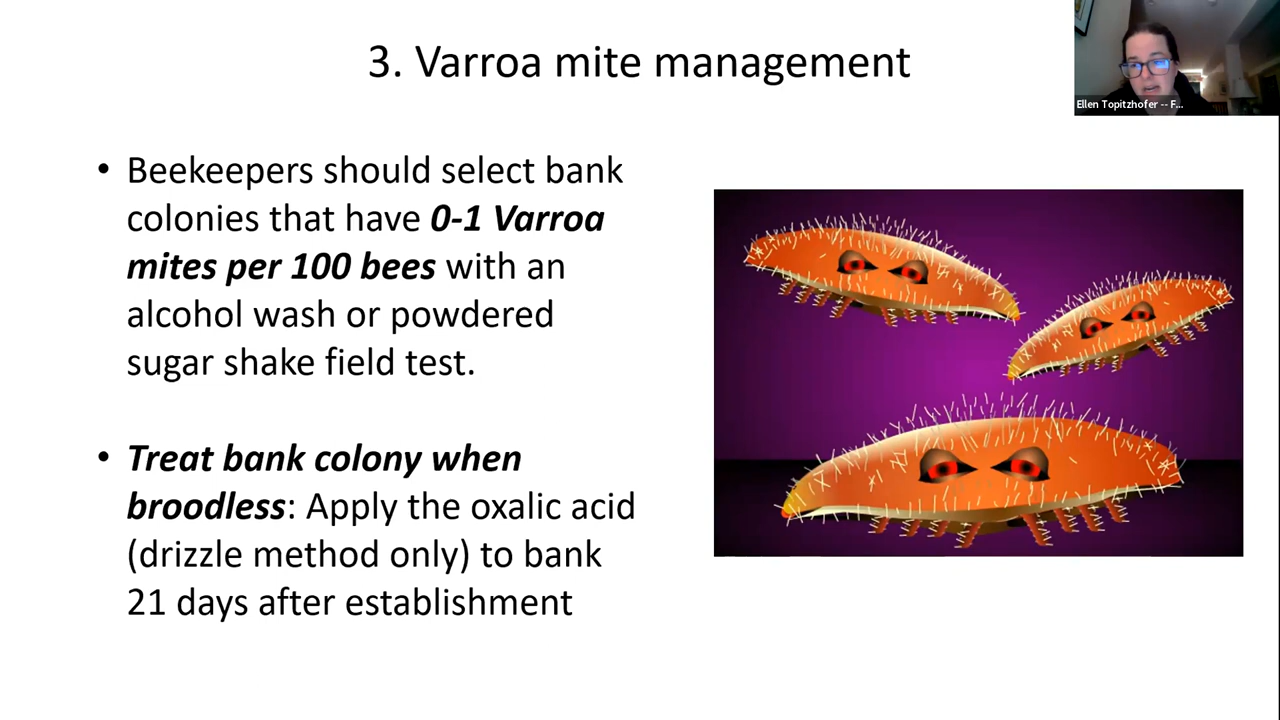 3. Varroa mite management
Ellen Topitzhofer -- F...
• Beekeepers should select bank
colonies that have 0-1 Varroa
mites per 100 bees with an
alcohol wash or powdered
sugar shake field test.
• Treat bank colony when
broodless: Apply the oxalic acid
(drizzle method only) to bank
21 days after establishment